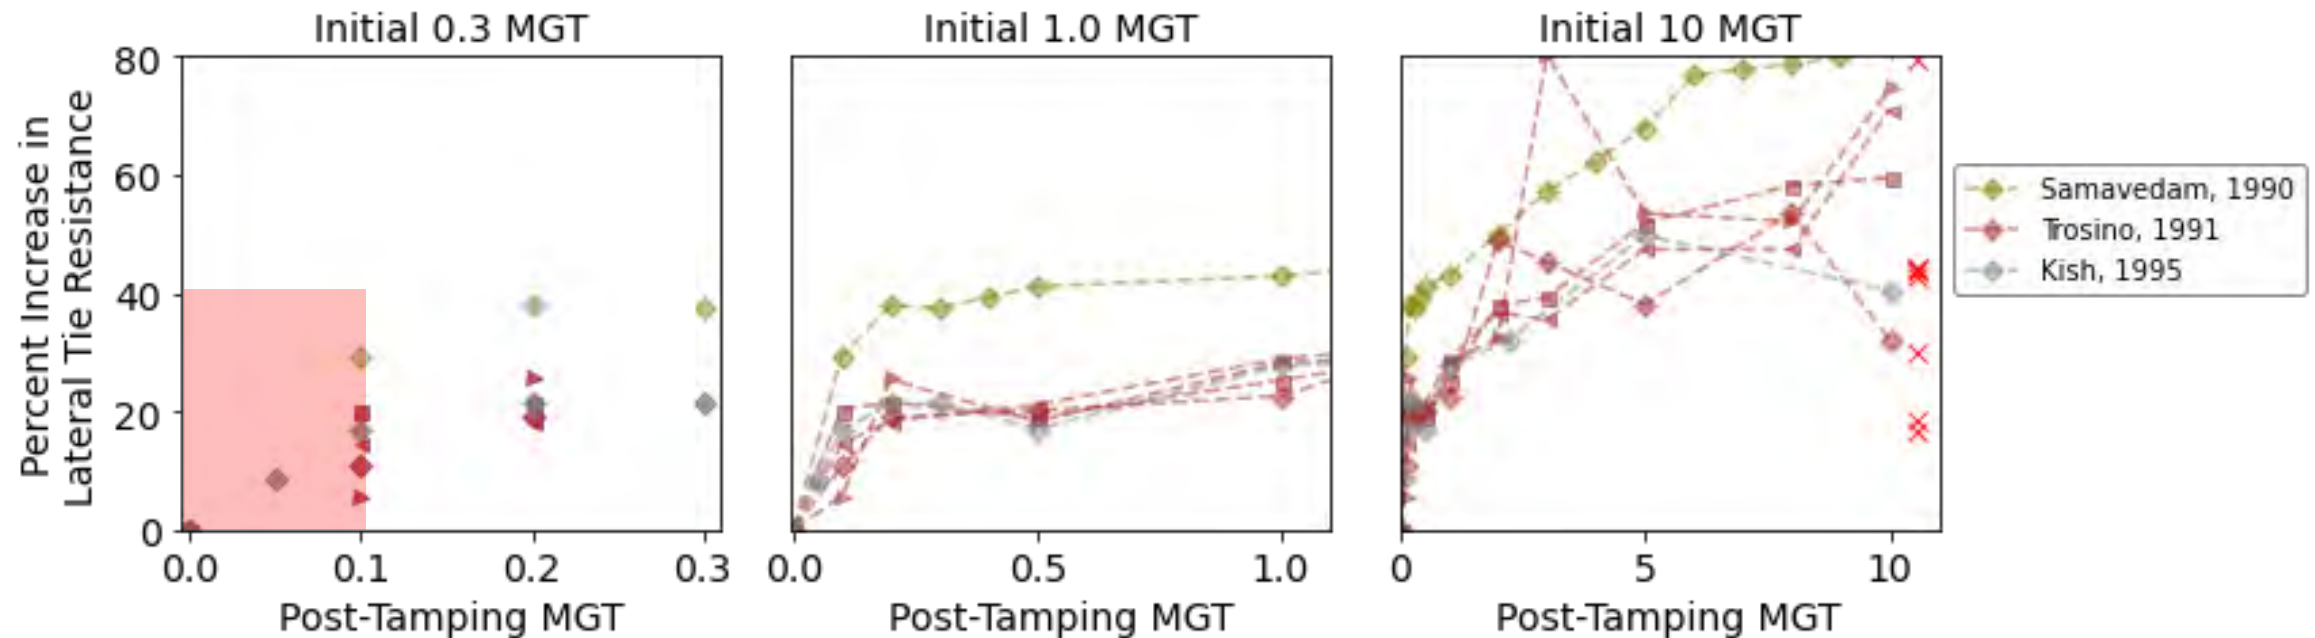 Initial 0.3 MGT
Initial 1.0 MGT
Initial 10 MGT
Percent Increase in
Lateral Tie Resistance
80
60
40
20
0
0.0 0.1 0.2 0.3
0.0 0.5 1.0
0 5 10
Post-Tamping MGT
Post-Tamping MGT
Post-Tamping MGT
Samavedam, 1990
Trosino, 1991
Kish, 1995